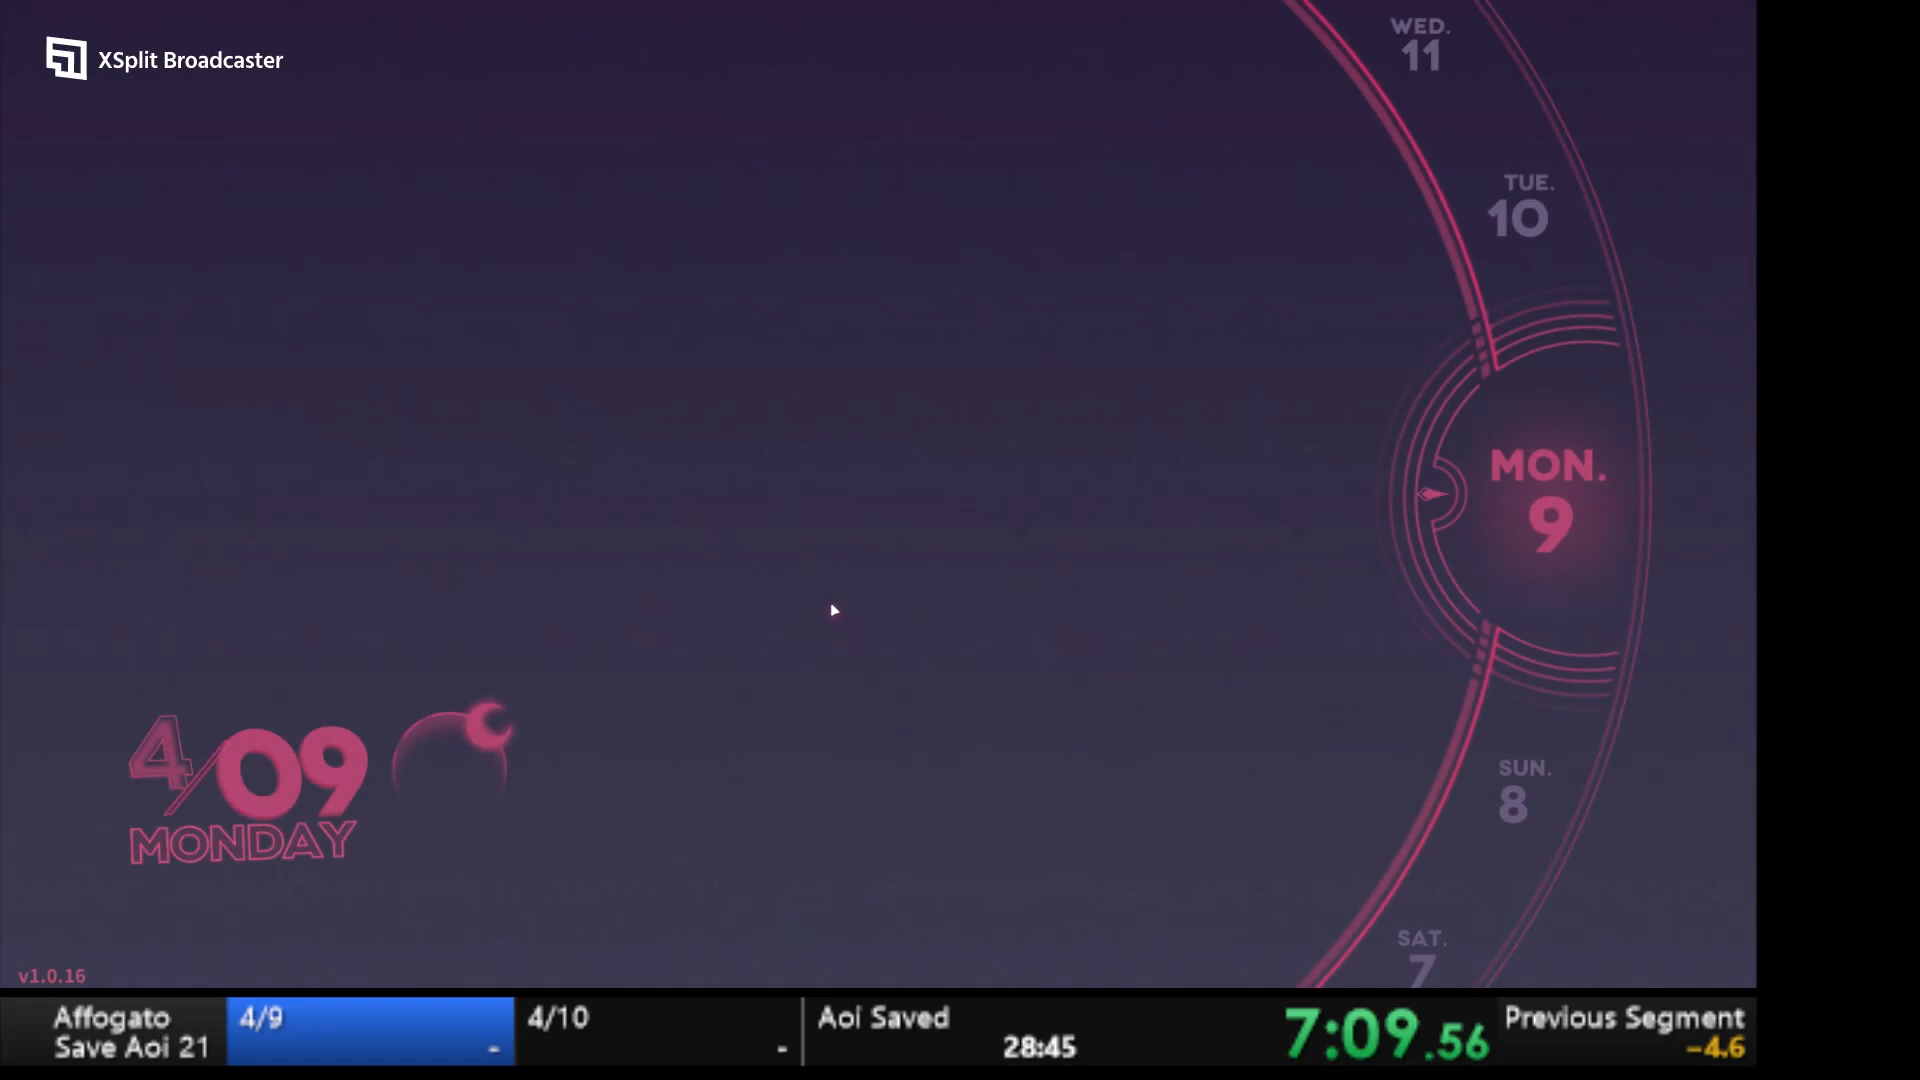 XSplit Broadcaster
WED.
11
TUE.
10
MON.
9
SUN.
8
SAT.
7
4/09
MONDAY
v1.0.16
Affogato
Save Aoi 21
4/9
-
4/10
-
Aoi Saved
28:45
7:09.56
Previous Segment
-4.6